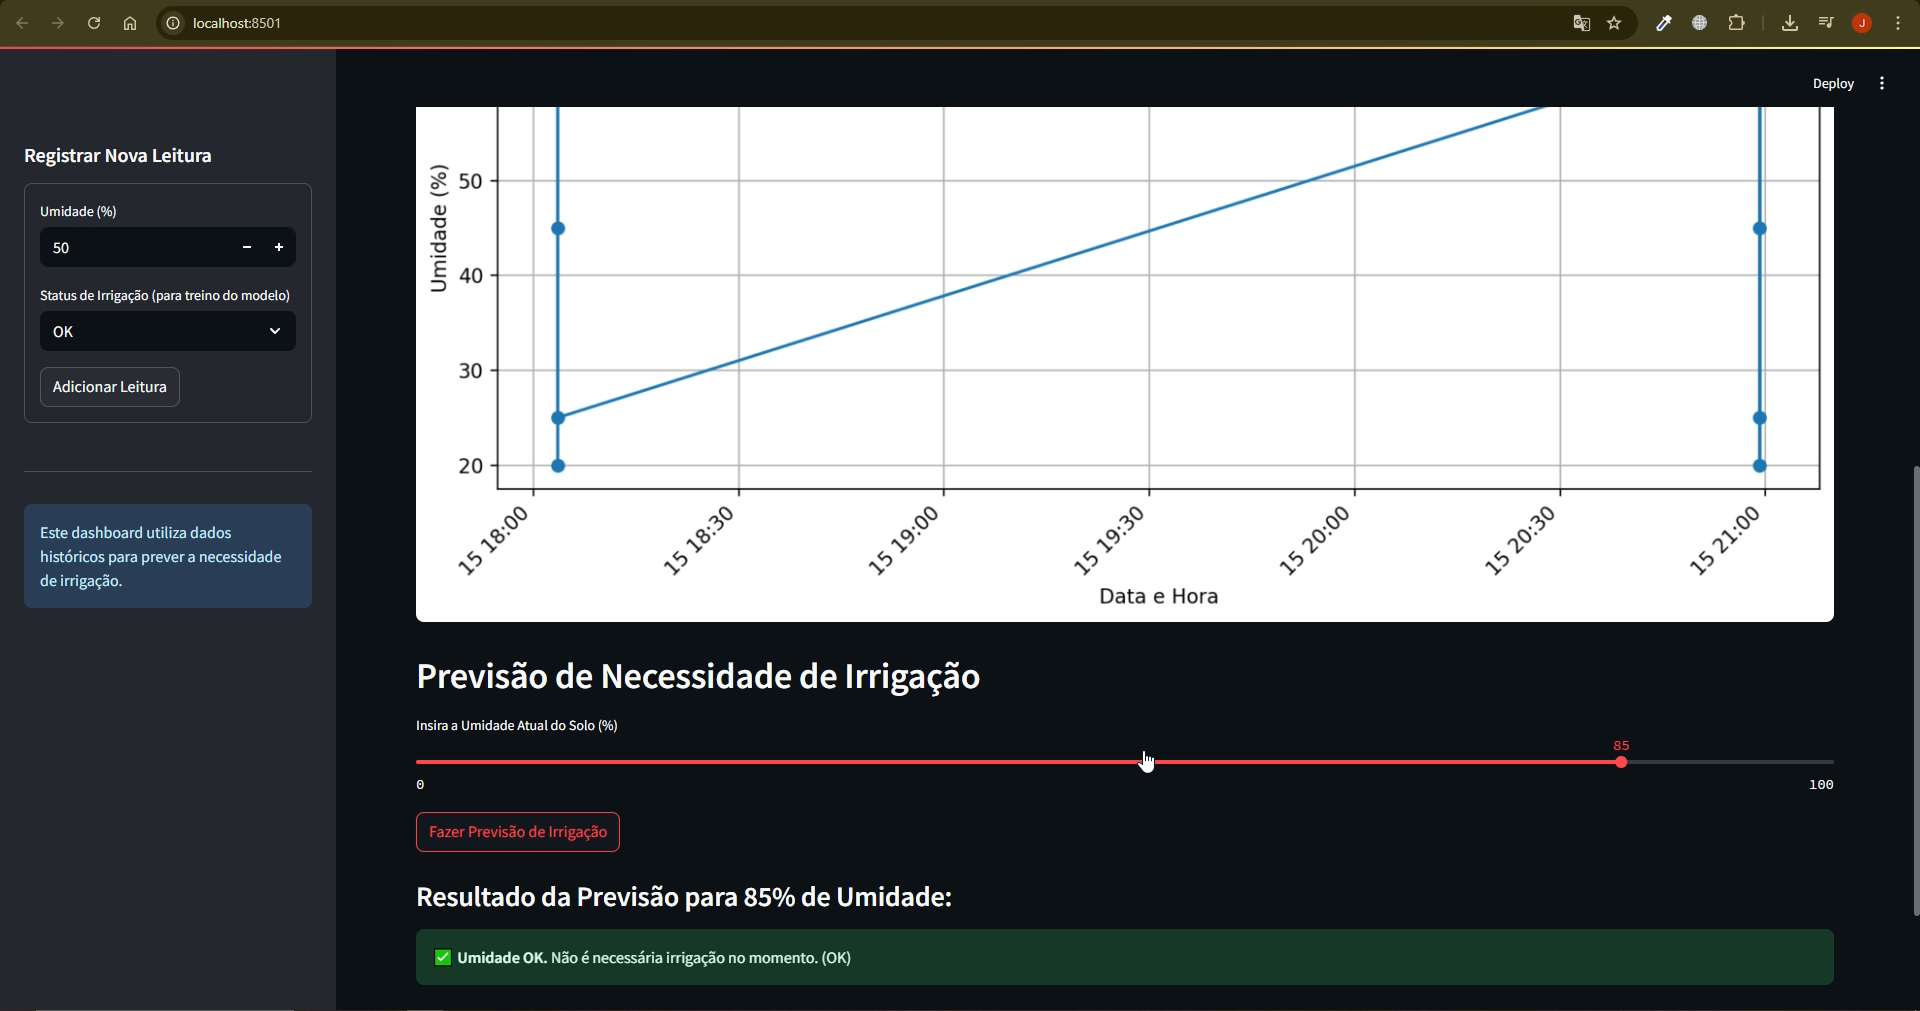 localhost:8501
J
Deploy
Registrar Nova Leitura
Umidade (%)
50
Status de Irrigação (para treino do modelo)
OK
Adicionar Leitura
Este dashboard utiliza dados
históricos para prever a necessidade
de irrigação.
Umidade (%)
50
40
30
20
15 18:00
15 18:30
15 19:00
15 19:30
15 20:00
15 20:30
15 21:00
Data e Hora
Previsão de Necessidade de Irrigação
Insira a Umidade Atual do Solo (%)
85
0
100
Fazer Previsão de Irrigação
Resultado da Previsão para 85% de Umidade:
✅ Umidade OK. Não é necessária irrigação no momento. (OK)